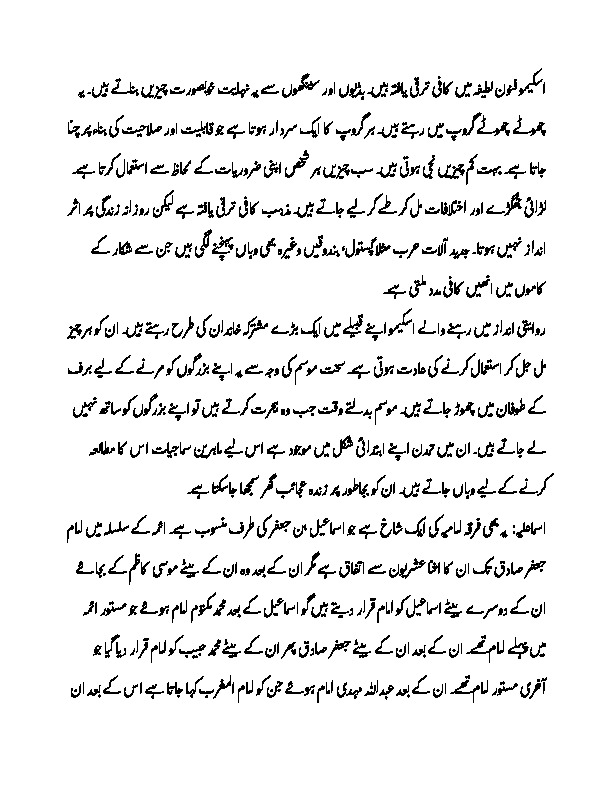 اسکیمو فنون لطیفہ میں کافی ترقی یافتہ ہیں۔ ہڈیوں اور سینگھوں سے یہ نہایت خوبصورت چیزیں بناتے ہیں۔ یہ
چھوٹے چھوٹے گروپ میں رہتے ہیں۔ ہر گروپ کا ایک سردار ہوتا ہے جو قابلیت اور صلاحیت کی بناء پر چنا
جاتا ہے۔ بہت کم چیزیں نجی ہوتی ہیں۔ سب چیزیں ہر شخص اپنی ضروریات کے لحاظ سے استعمال کرتا ہے۔
لڑائی جھگڑے اور اختلافات مل کر طے کر لیے جاتے ہیں۔ مذہب کافی ترقی یافتہ ہے لیکن روزانہ زندگی پر اثر
انداز نہیں ہوتا۔ جدید آلات حرب مثلا پستول، بندوقیں وغیرہ بھی وہاں پہنچنے لگی ہیں جن سے شکار کے
کاموں میں انھیں کافی مدد ملتی ہے۔
روایتی انداز میں رہنے والے اسکیمو اپنے قبیلے میں ایک بڑے مشترکہ خاندان کی طرح رہتے ہیں۔ ان کو ہر چیز
مل جل کر استعمال کرنے کی عادت ہوتی ہے۔ سخت موسم کی وجہ سے یہ اپنے بزرگوں کو مرنے کے لیے برف
کے طوفان میں چھوڑ جاتے ہیں۔ موسم بدلتے وقت جب وہ نقرت کرتے ہیں تو اپنے بزرگوں کو ساتھ نہیں
لے جاتے ہیں۔ ان میں تمدن اپنے ابتدائی شکل میں موجود ہے اس لیے ماہرین سماجیات اس کا مطالعہ
کرنے کے لیے وہاں جاتے ہیں۔ ان کو بجاطور پر زندہ عجائب گھر سمجھا جاسکتا ہے۔
اسماعلیہ: یہ بھی فرقہ امامیہ کی ایک شاخ ہے جو اسماعیل بن جعفر کی طرف منسوب ہے۔ ائمہ کے سلسلہ میں امام
جعفر صادق تک ان کا اثنا عشریوں سے اتفاق ہے مگر ان کے بعد وہ ان کے بیٹے موسی کاظم کے بجائے
ان کے دوسرے بیٹے اسماعیل کو امام قرار دیتے ہیں گو اسماعیل کے بعد محمد مکتوم امام ہوئے جو مستور ائمہ
میں پہلے امام تھے۔ ان کے بعد ان کے بیٹے جعفر صادق پھر ان کے بیٹے محمد حبیب کو امام قرار دیا گیا جو
آخری مستور امام تھے۔ ان کے بعد عبداللہ مہدی امام ہوئے جن کو امام المغرب کہا جاتا ہے اس کے بعد ان